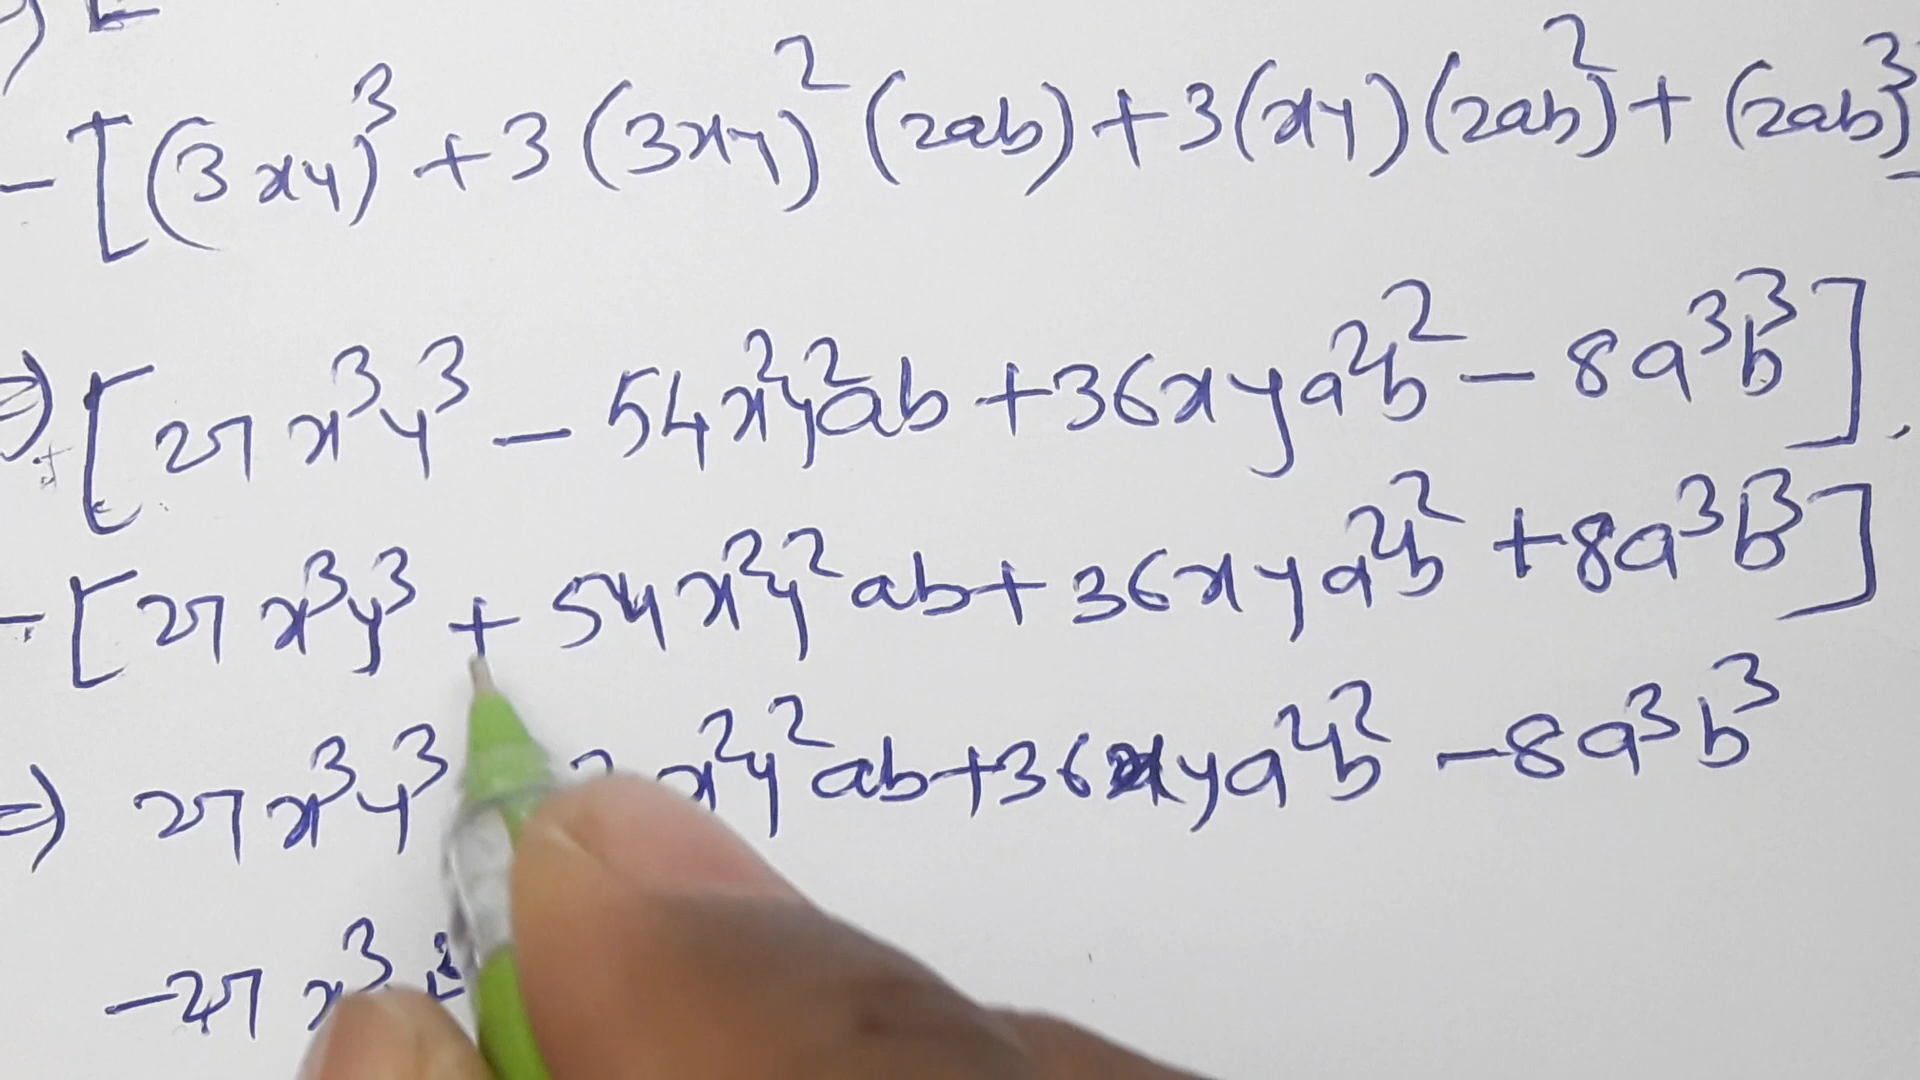 - [(3xy)³ + 3(3xy)²(2ab) + 3(xy)(2ab)² + (2ab)³]
⇒ [27x³y³ - 54x²y²ab + 36xya²b² - 8a³b³].
- [27x³y³ + 54x²y²ab + 36xya²b² + 8a³b³]
⇒ 27x³y³ x²y²ab + 36xya²b² - 8a³b³
-27x³